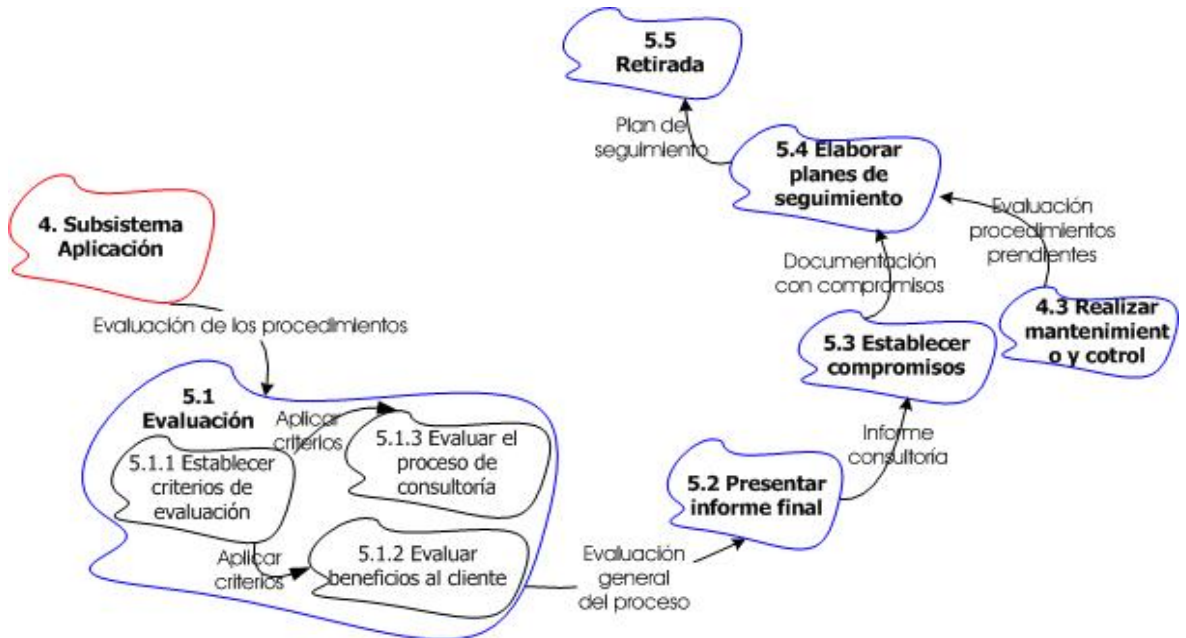 5.5
Retirada
Plan de
seguimiento
5.4 Elaborar
planes de
seguimiento
Evaluación
procedimientos
prendientes
4. Subsistema
Aplicación
Documentación
con compromisos
4.3 Realizar
mantenimient
o y cotrol
Evaluación de los procedimientos
5.3 Establecer
compromisos
5.1
Evaluación
Aplicar
criterios
5.1.3 Evaluar el
proceso de
consultoría
5.1.1 Establecer
criterios de
evaluación
Informe
consultoría
5.2 Presentar
informe final
Aplicar
criterios
5.1.2 Evaluar
beneficios al cliente
Evaluación
general
del proceso